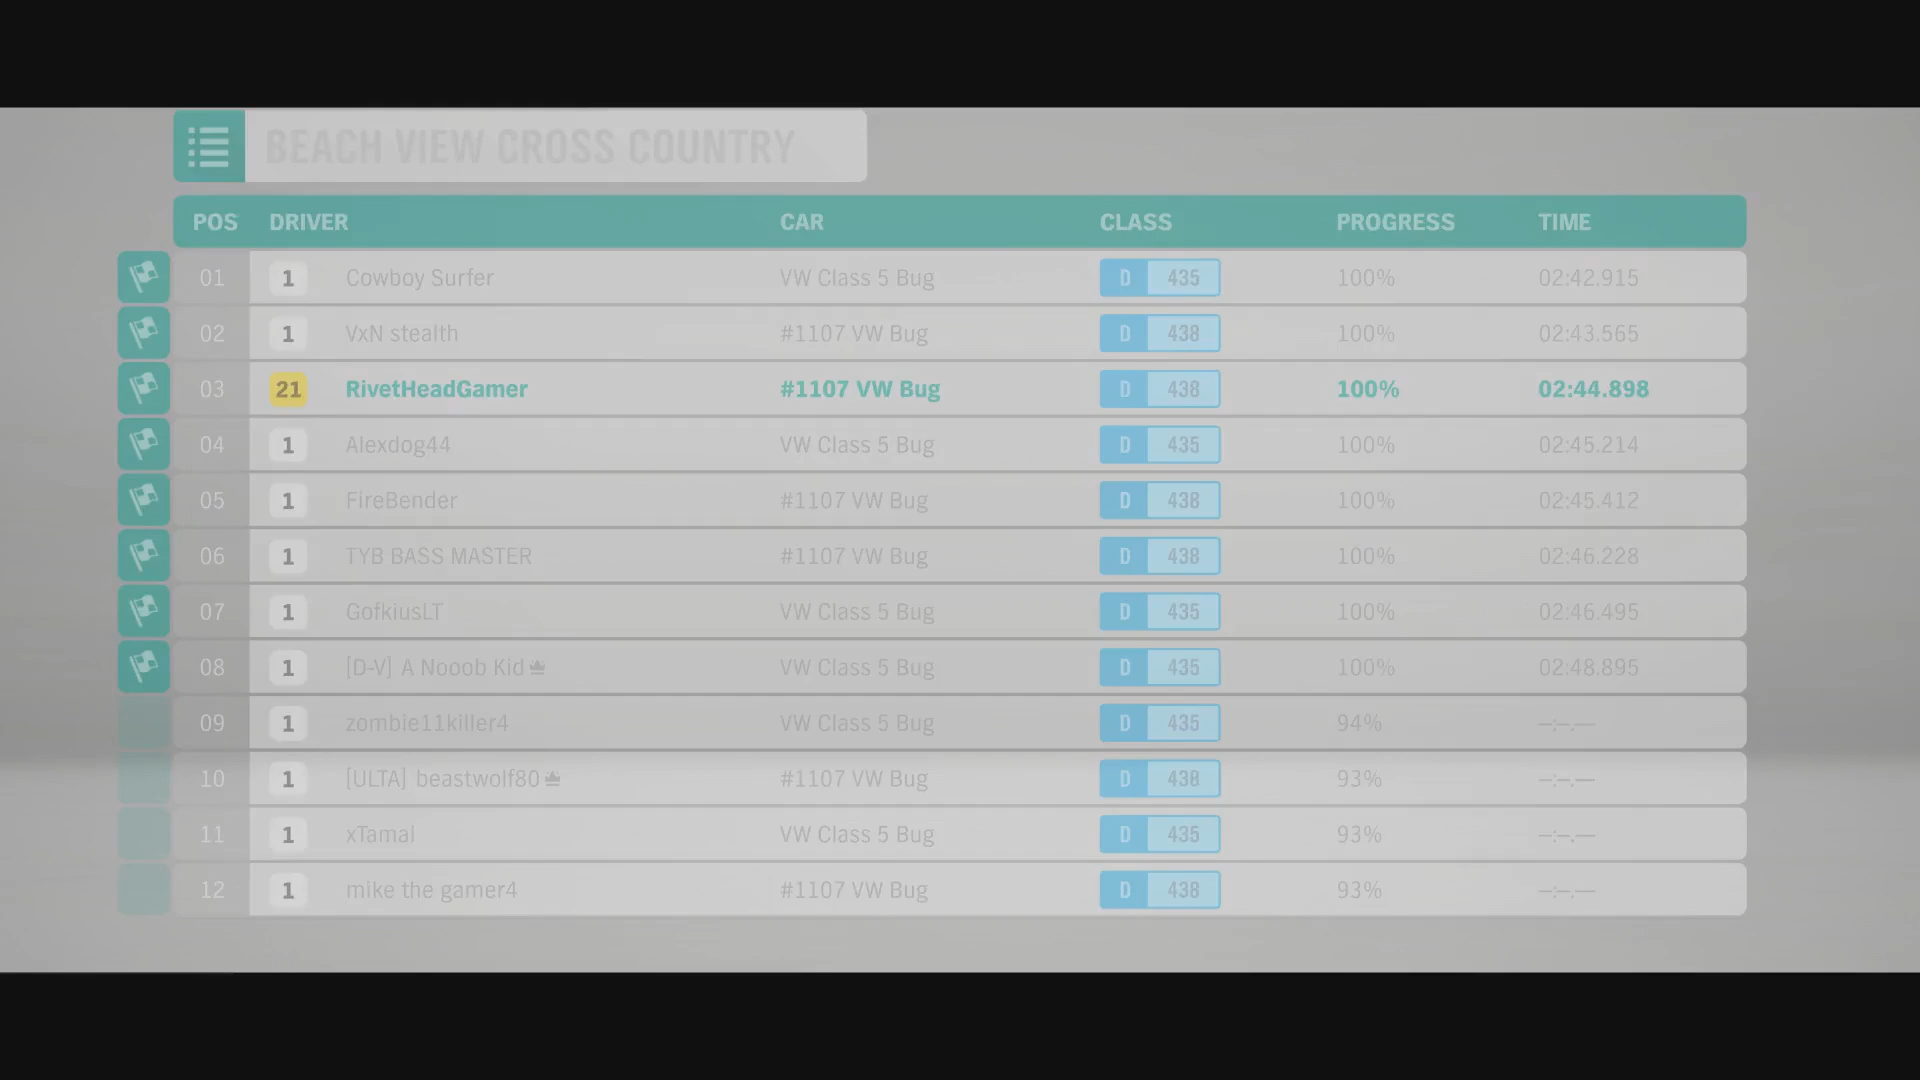 BEACH VIEW CROSS COUNTRY
POS DRIVER CAR CLASS PROGRESS TIME
01 1 Cowboy Surfer VW Class 5 Bug D 435 100% 02:42.915
02 1 VxN stealth #1107 VW Bug D 438 100% 02:43.565
03 21 RivetHeadGamer #1107 VW Bug D 438 100% 02:44.898
04 1 Alexdog44 VW Class 5 Bug D 435 100% 02:45.214
05 1 FireBender #1107 VW Bug D 438 100% 02:45.412
06 1 TYB BASS MASTER #1107 VW Bug D 438 100% 02:46.228
07 1 GofkiusLT VW Class 5 Bug D 435 100% 02:46.495
08 1 [D-V] A Nooob Kid VW Class 5 Bug D 435 100% 02:48.895
09 1 zombie11killer4 VW Class 5 Bug D 435 94% --:--.---
10 1 [ULTA] beastwolf80 #1107 VW Bug D 438 93% --:--.---
11 1 xTamal VW Class 5 Bug D 435 93% --:--.---
12 1 mike the gamer4 #1107 VW Bug D 438 93% --:--.---